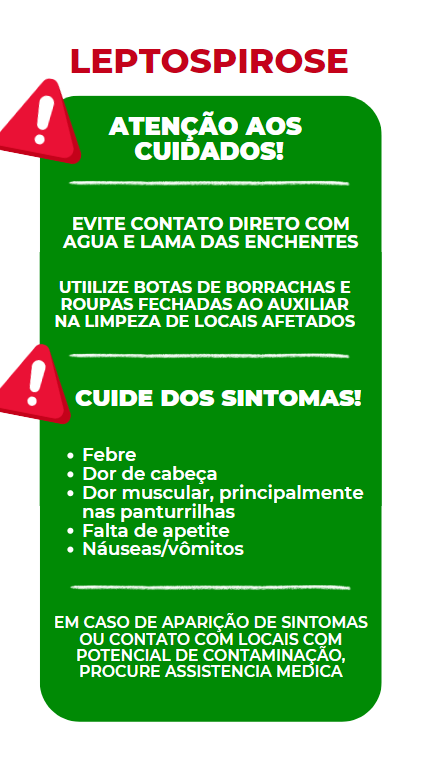 LEPTOSPIROSE
ATENÇÃO AOS
CUIDADOS!
EVITE CONTATO DIRETO COM
AGUA E LAMA DAS ENCHENTES
UTIILIZE BOTAS DE BORRACHAS E
ROUPAS FECHADAS AO AUXILIAR
NA LIMPEZA DE LOCAIS AFETADOS
CUIDE DOS SINTOMAS!
• Febre
• Dor de cabeça
• Dor muscular, principalmente
nas panturrilhas
• Falta de apetite
• Náuseas/vômitos
EM CASO DE APARIÇÃO DE SINTOMAS
OU CONTATO COM LOCAIS COM
POTENCIAL DE CONTAMINAÇÃO,
PROCURE ASSISTENCIA MEDICA